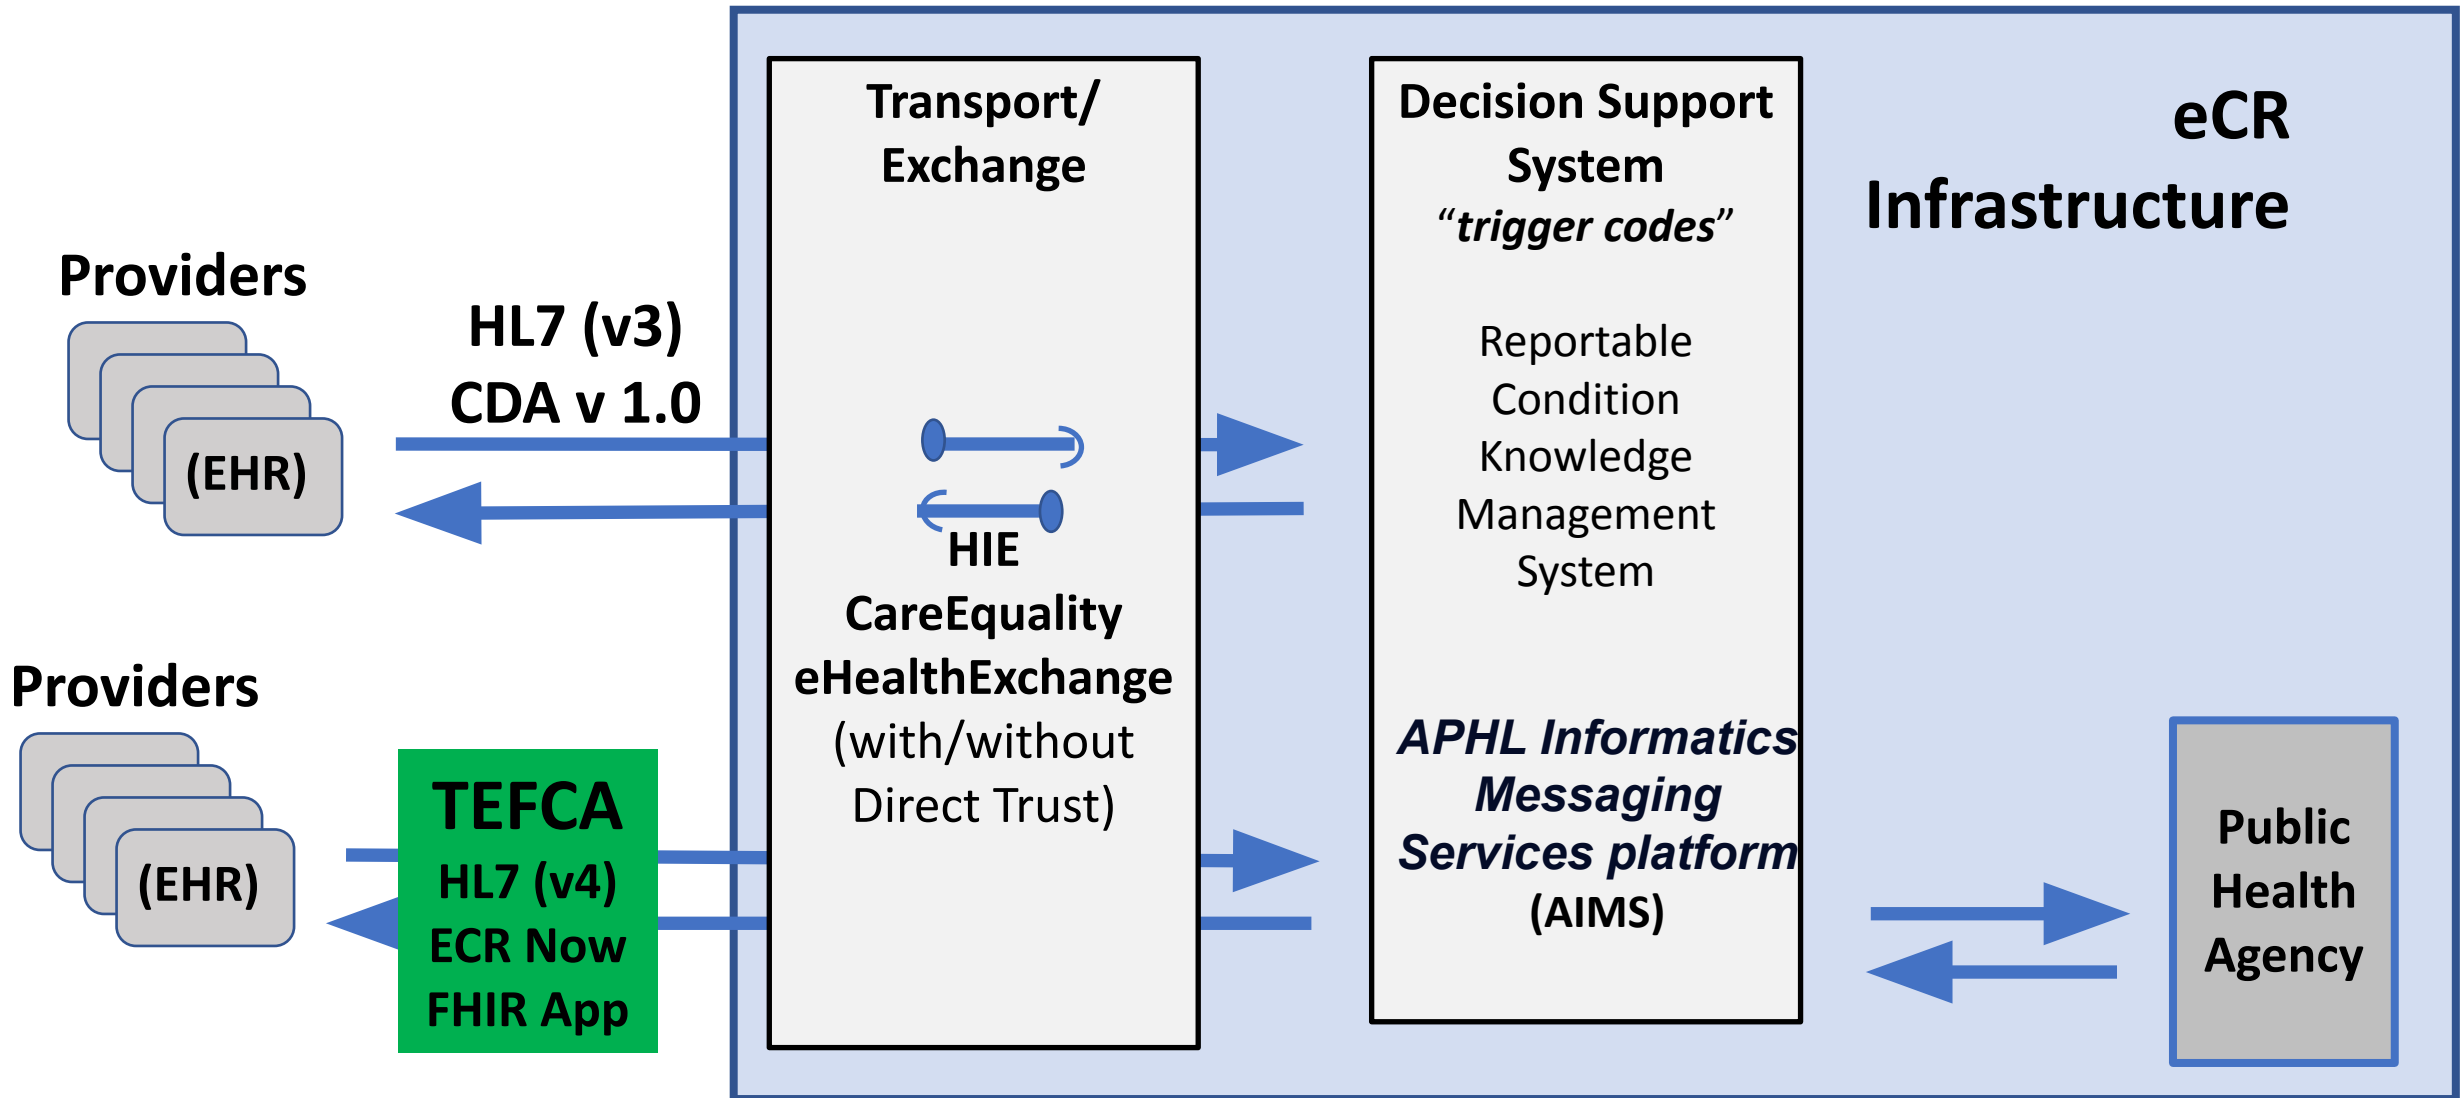 Providers
(EHR)
HL7 (v3)
CDA v 1.0
Providers
(EHR)
TEFCA
HL7 (v4)
ECR Now
FHIR App
Transport/
Exchange
HIE
CareEquality
eHealthExchange
(with/without
Direct Trust)
Decision Support
System
“trigger codes”
Reportable
Condition
Knowledge
Management
System
APHL Informatics
Messaging
Services platform
(AIMS)
eCR
Infrastructure
Public
Health
Agency